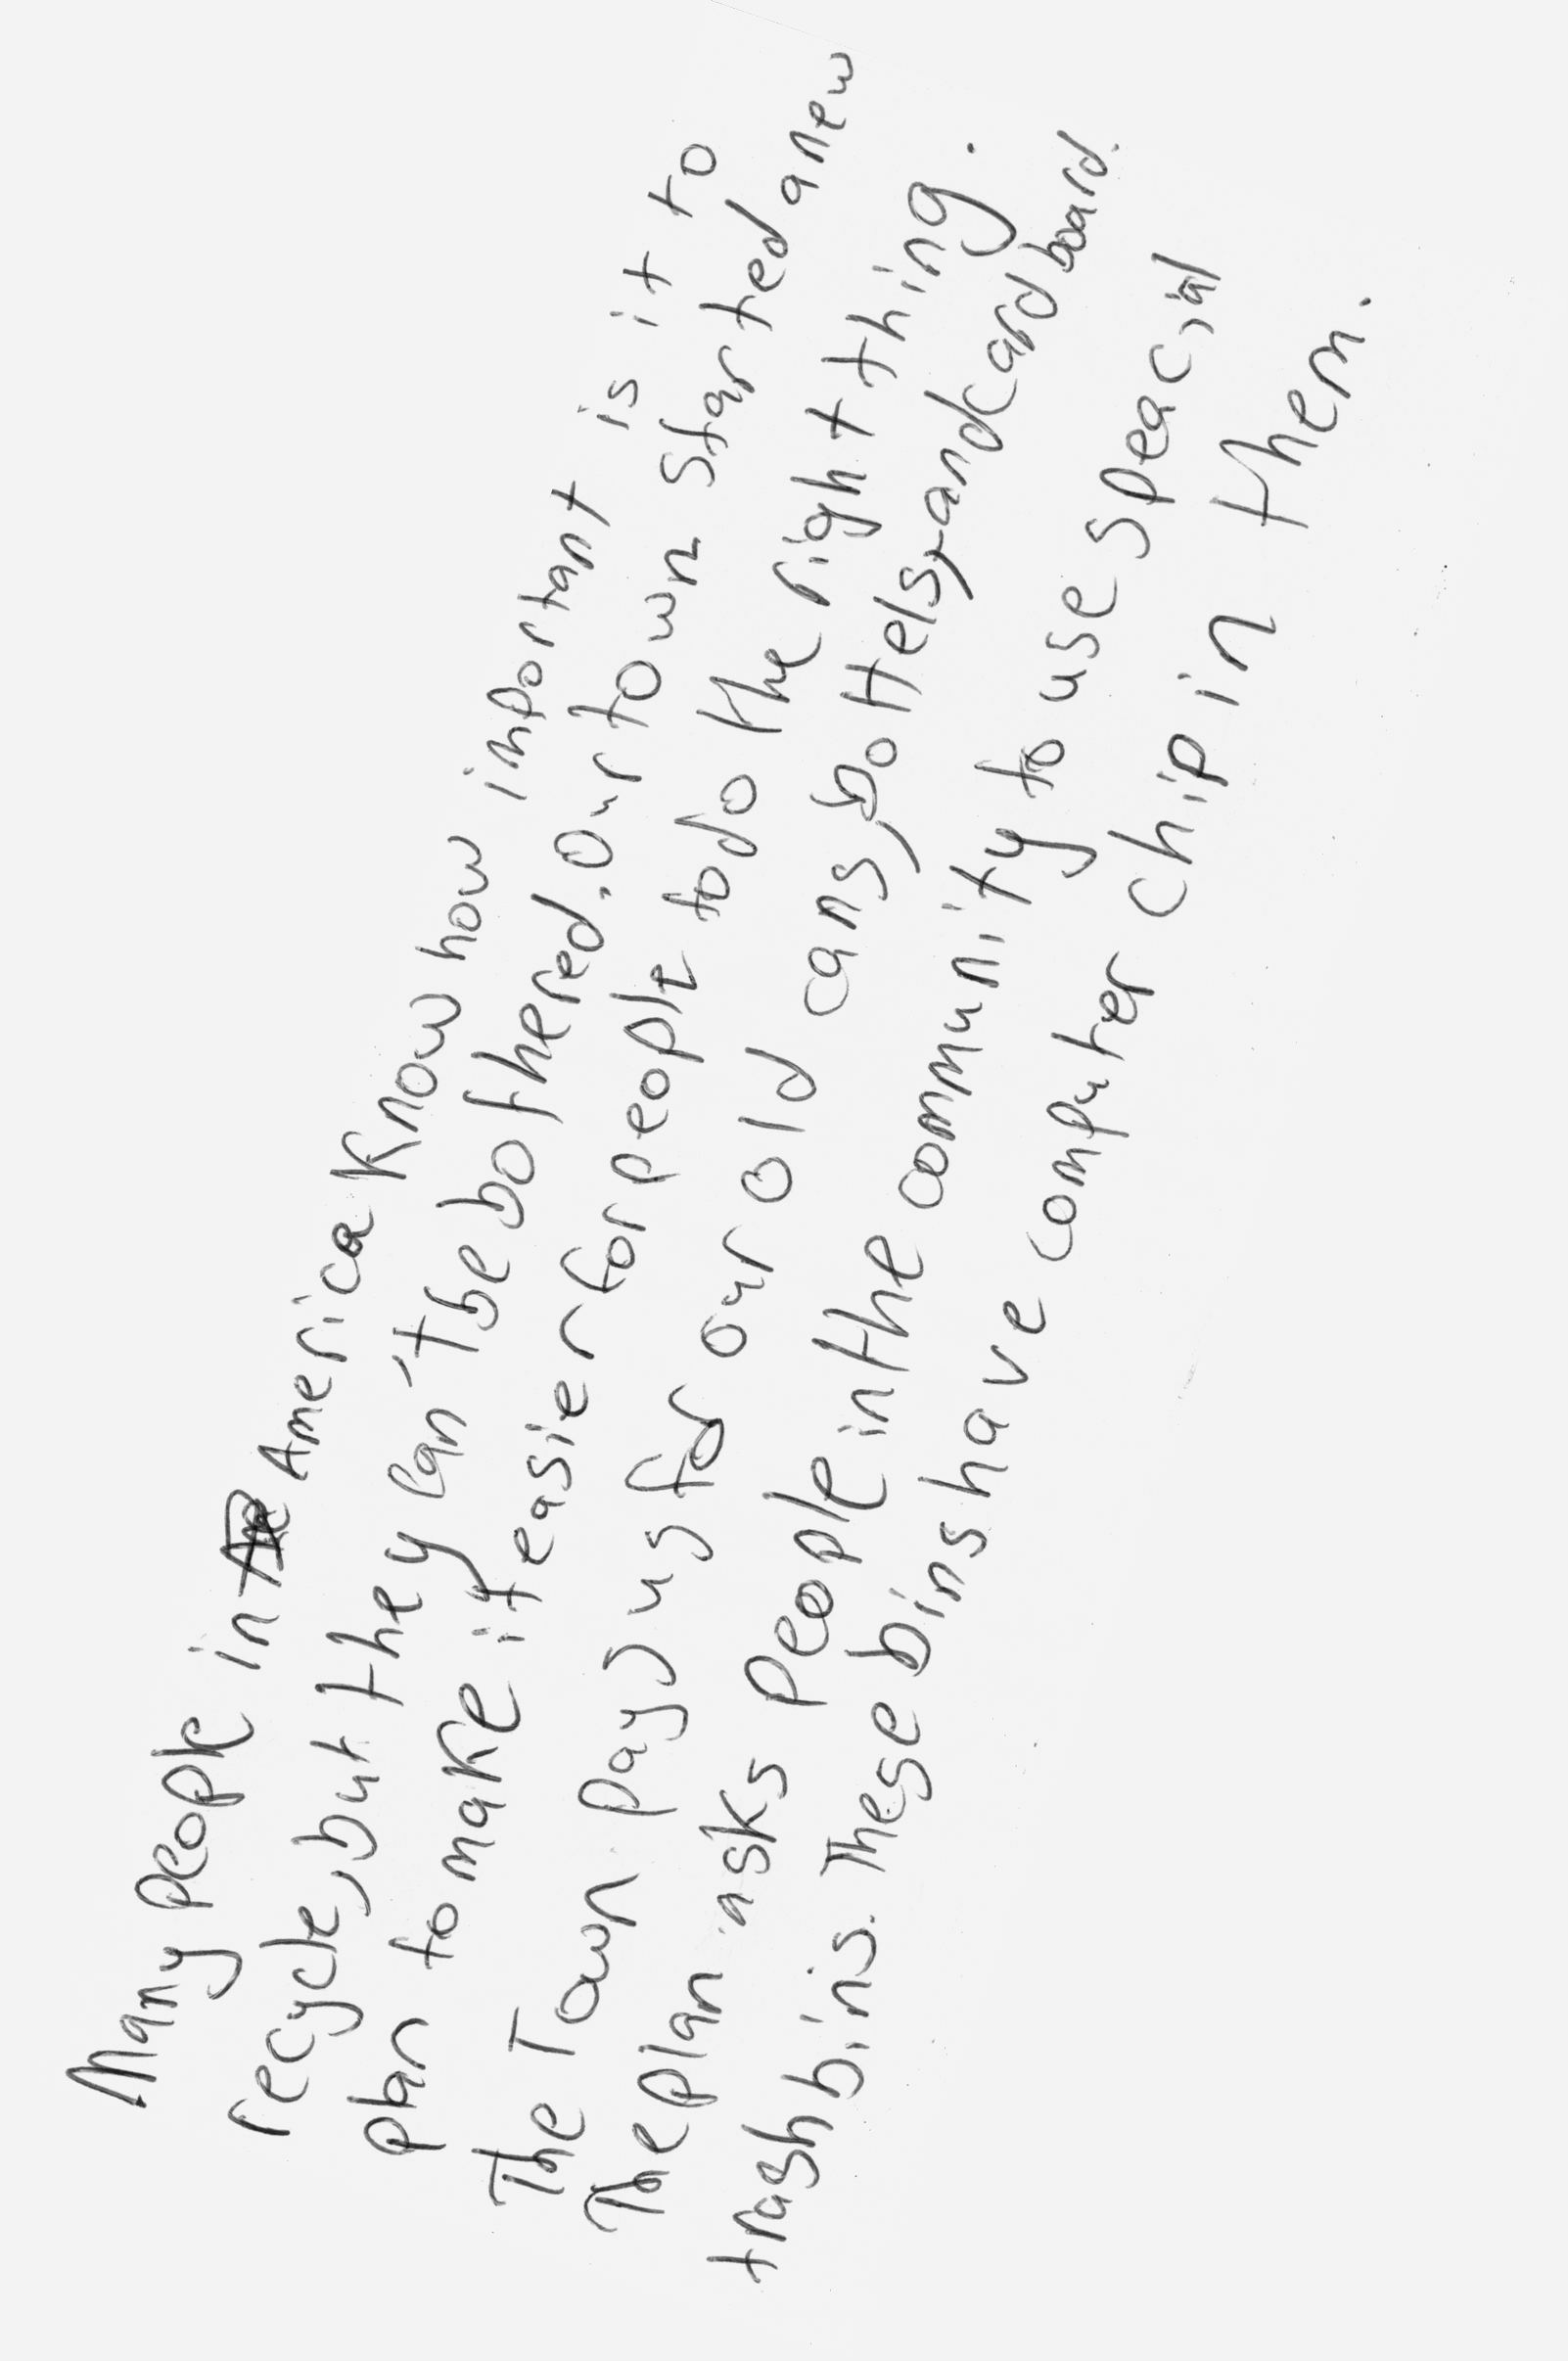 Many people in America know how important is it to
recycle, but they can't be bothered. Our town started a new
plan to make it easier for people to do the right thing.
The Town pays us for our old cans, bottels, and cardboard.
The plan asks people in the community to use speacial
trash bins. These bins have computer chip in them.